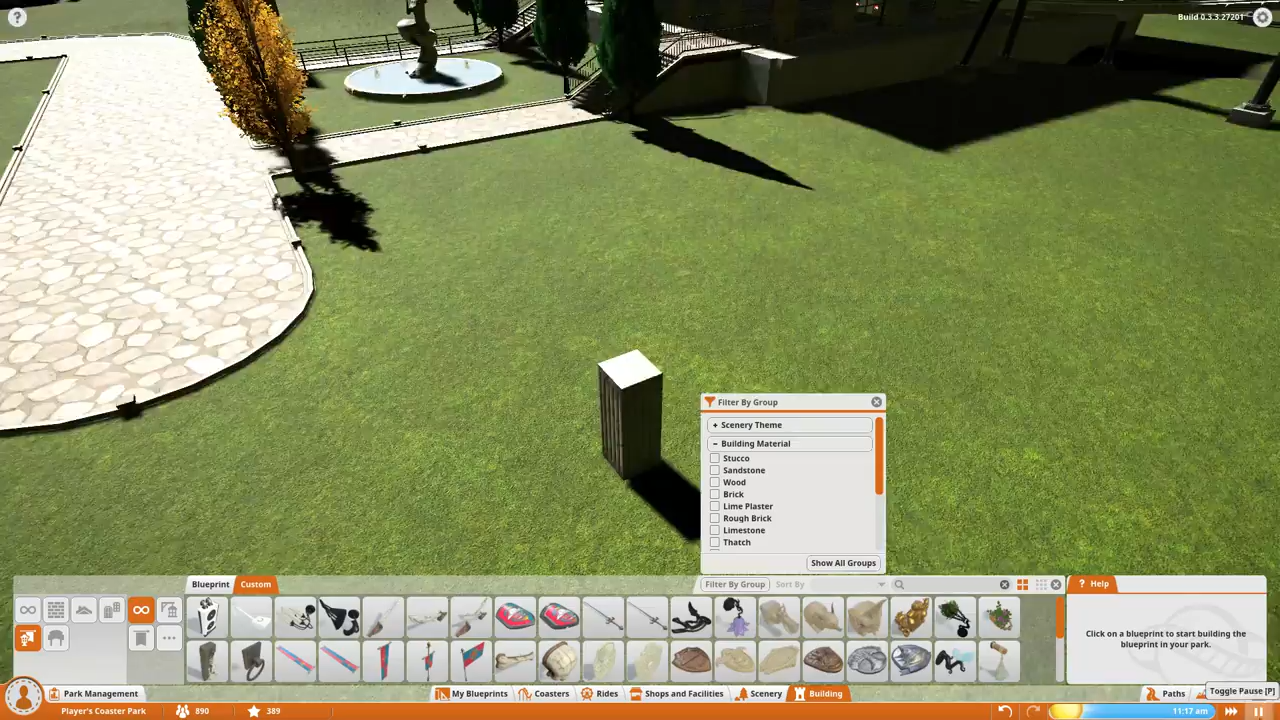 ?
Build 0.3.3.27201
Filter By Group
+ Scenery Theme
− Building Material
Stucco
Sandstone
Wood
Brick
Lime Plaster
Rough Brick
Limestone
Thatch
Show All Groups
Blueprint Custom
Filter By Group Sort By
? Help
Click on a blueprint to start building the
blueprint in your park.
Park Management
My Blueprints Coasters Rides Shops and Facilities Scenery Building
Paths
Toggle Pause [P]
Player's Coaster Park 890 389
11:17 am